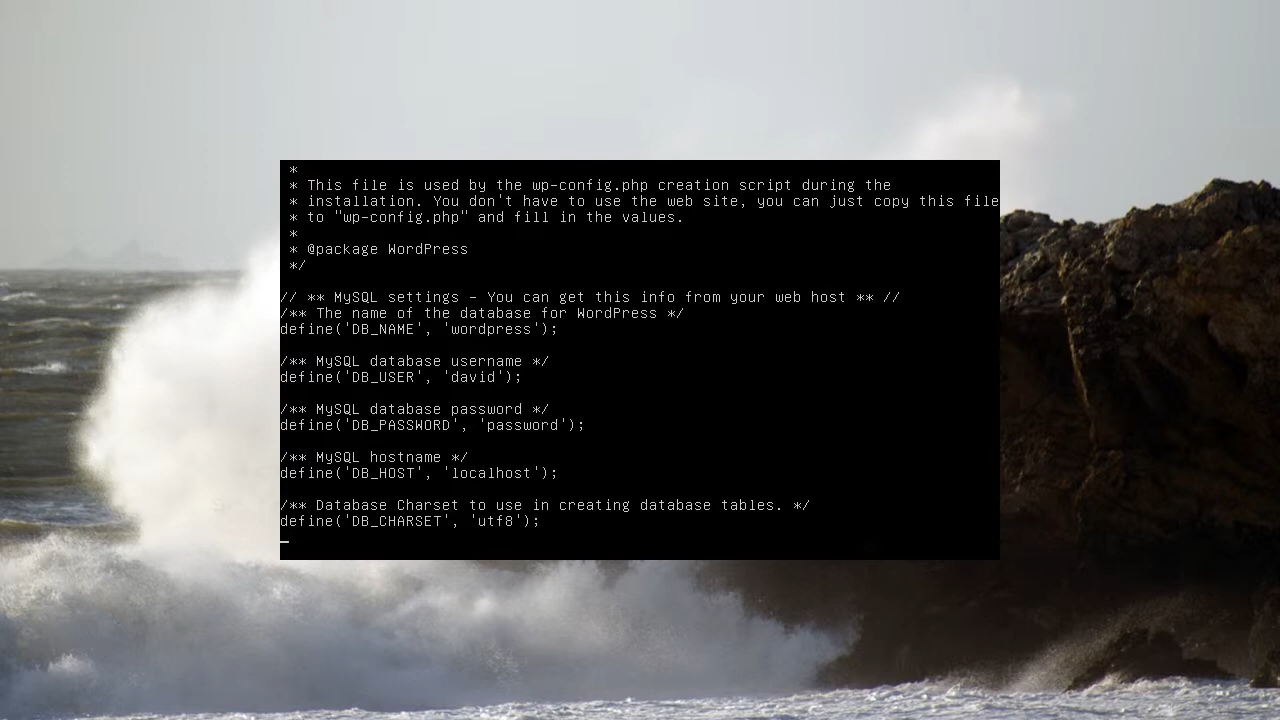 *
* This file is used by the wp-config.php creation script during the
* installation. You don't have to use the web site, you can just copy this file
* to "wp-config.php" and fill in the values.
*
* @package WordPress
*/
// ** MySQL settings - You can get this info from your web host ** //
/** The name of the database for WordPress */
define('DB_NAME', 'wordpress');
/** MySQL database username */
define('DB_USER', 'david');
/** MySQL database password */
define('DB_PASSWORD', 'password');
/** MySQL hostname */
define('DB_HOST', 'localhost');
/** Database Charset to use in creating database tables. */
define('DB_CHARSET', 'utf8');